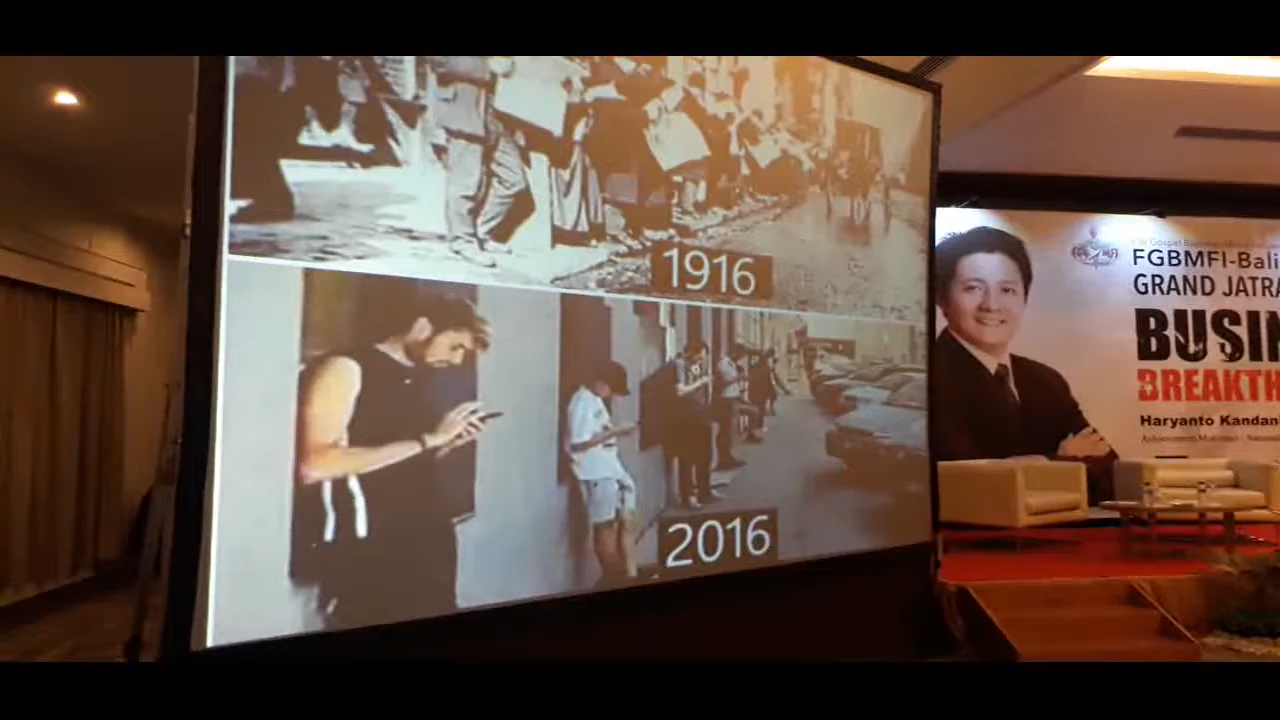 1916
2016
FGBMFI-Bali
GRAND JATRA
BUSIN
BREAKTH
Haryanto Kandan